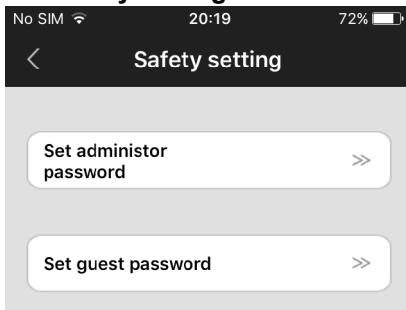 No SIM 20:19 72%
Safety setting
Set administor
password
Set guest password